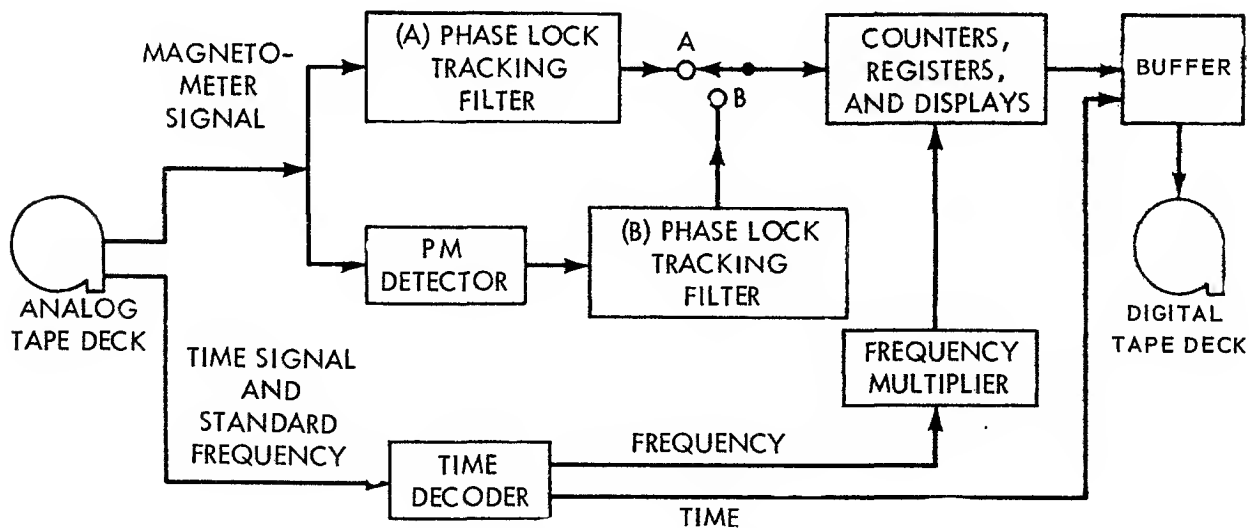 MAGNETO-
METER
SIGNAL
(A) PHASE LOCK
TRACKING
FILTER
A
B
COUNTERS,
REGISTERS,
AND DISPLAYS
BUFFER
PM
DETECTOR
(B) PHASE LOCK
TRACKING
FILTER
ANALOG
TAPE DECK
DIGITAL
TAPE DECK
TIME SIGNAL
AND
STANDARD
FREQUENCY
FREQUENCY
MULTIPLIER
TIME
DECODER
FREQUENCY
TIME